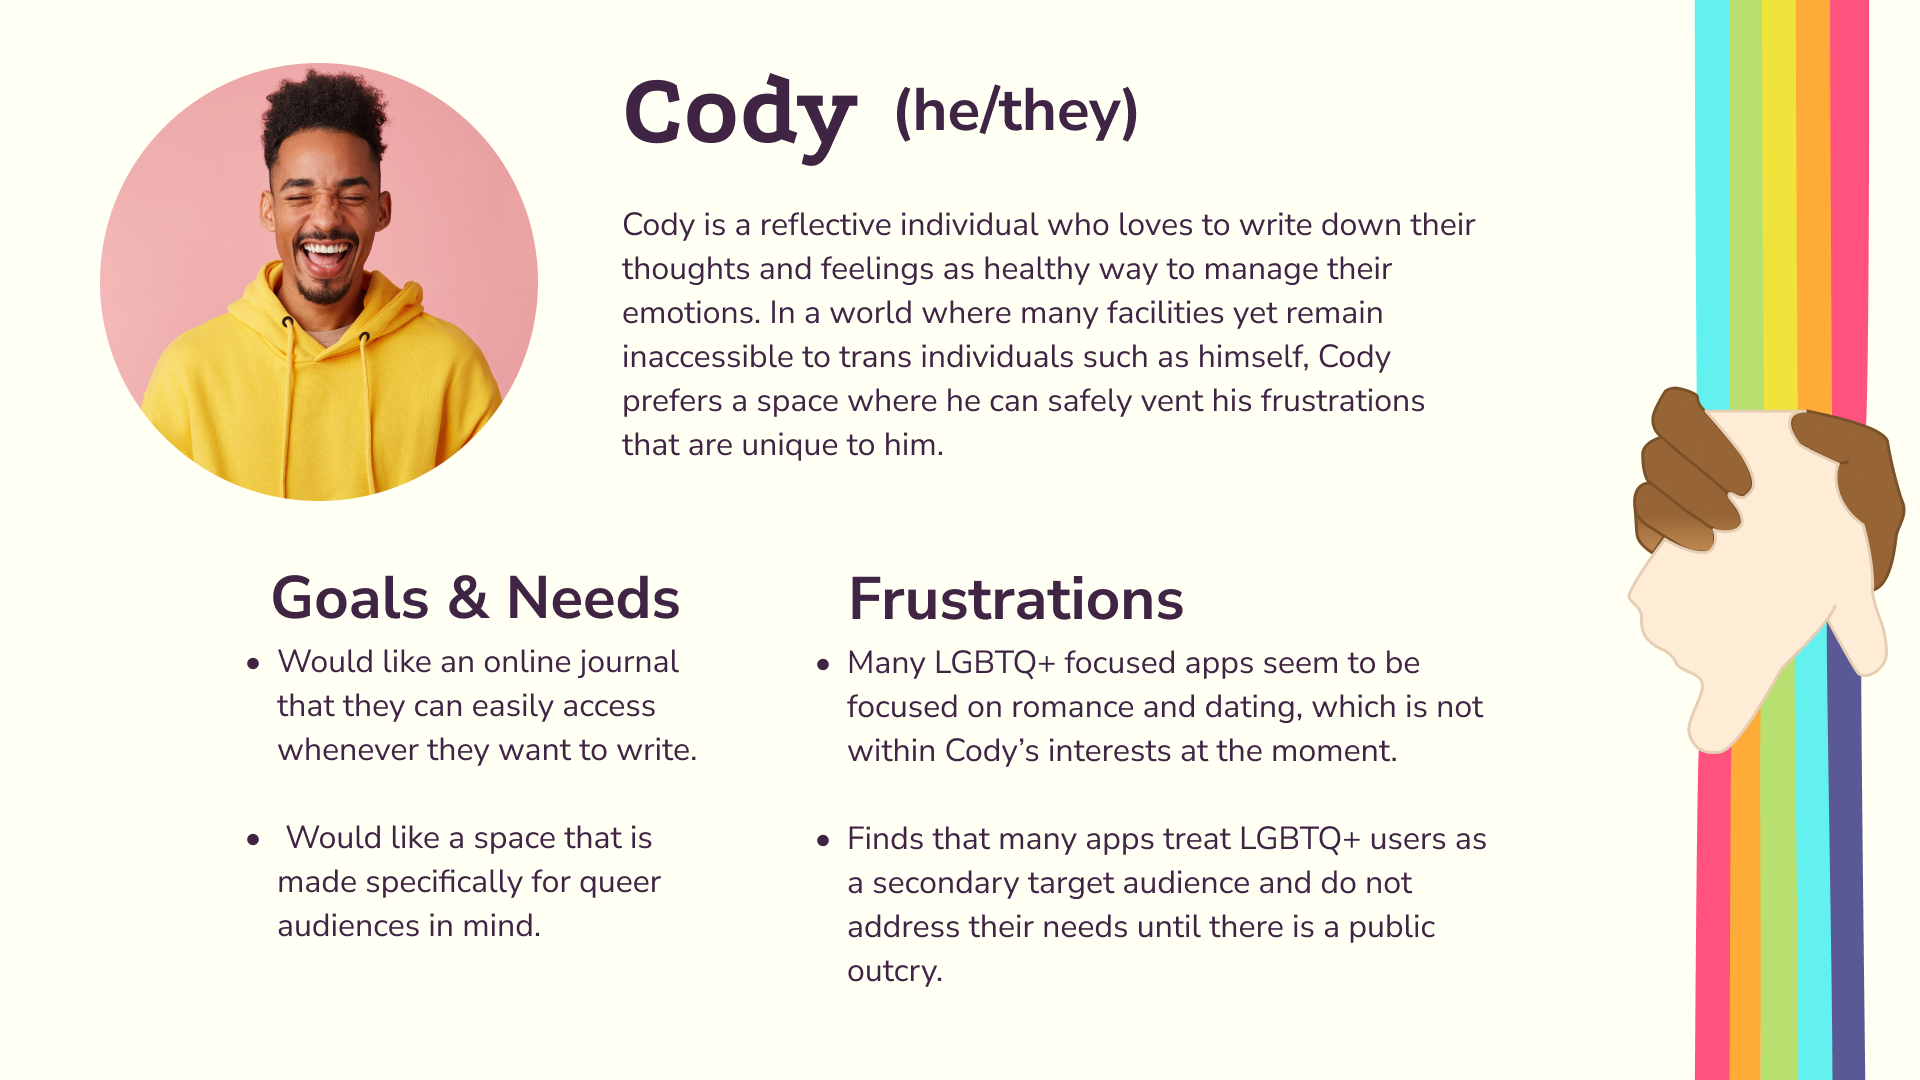 Cody (he/they)
Cody is a reflective individual who loves to write down their
thoughts and feelings as healthy way to manage their
emotions. In a world where many facilities yet remain
inaccessible to trans individuals such as himself, Cody
prefers a space where he can safely vent his frustrations
that are unique to him.
Goals & Needs
• Would like an online journal
that they can easily access
whenever they want to write.
• Would like a space that is
made specifically for queer
audiences in mind.
Frustrations
• Many LGBTQ+ focused apps seem to be
focused on romance and dating, which is not
within Cody’s interests at the moment.
• Finds that many apps treat LGBTQ+ users as
a secondary target audience and do not
address their needs until there is a public
outcry.